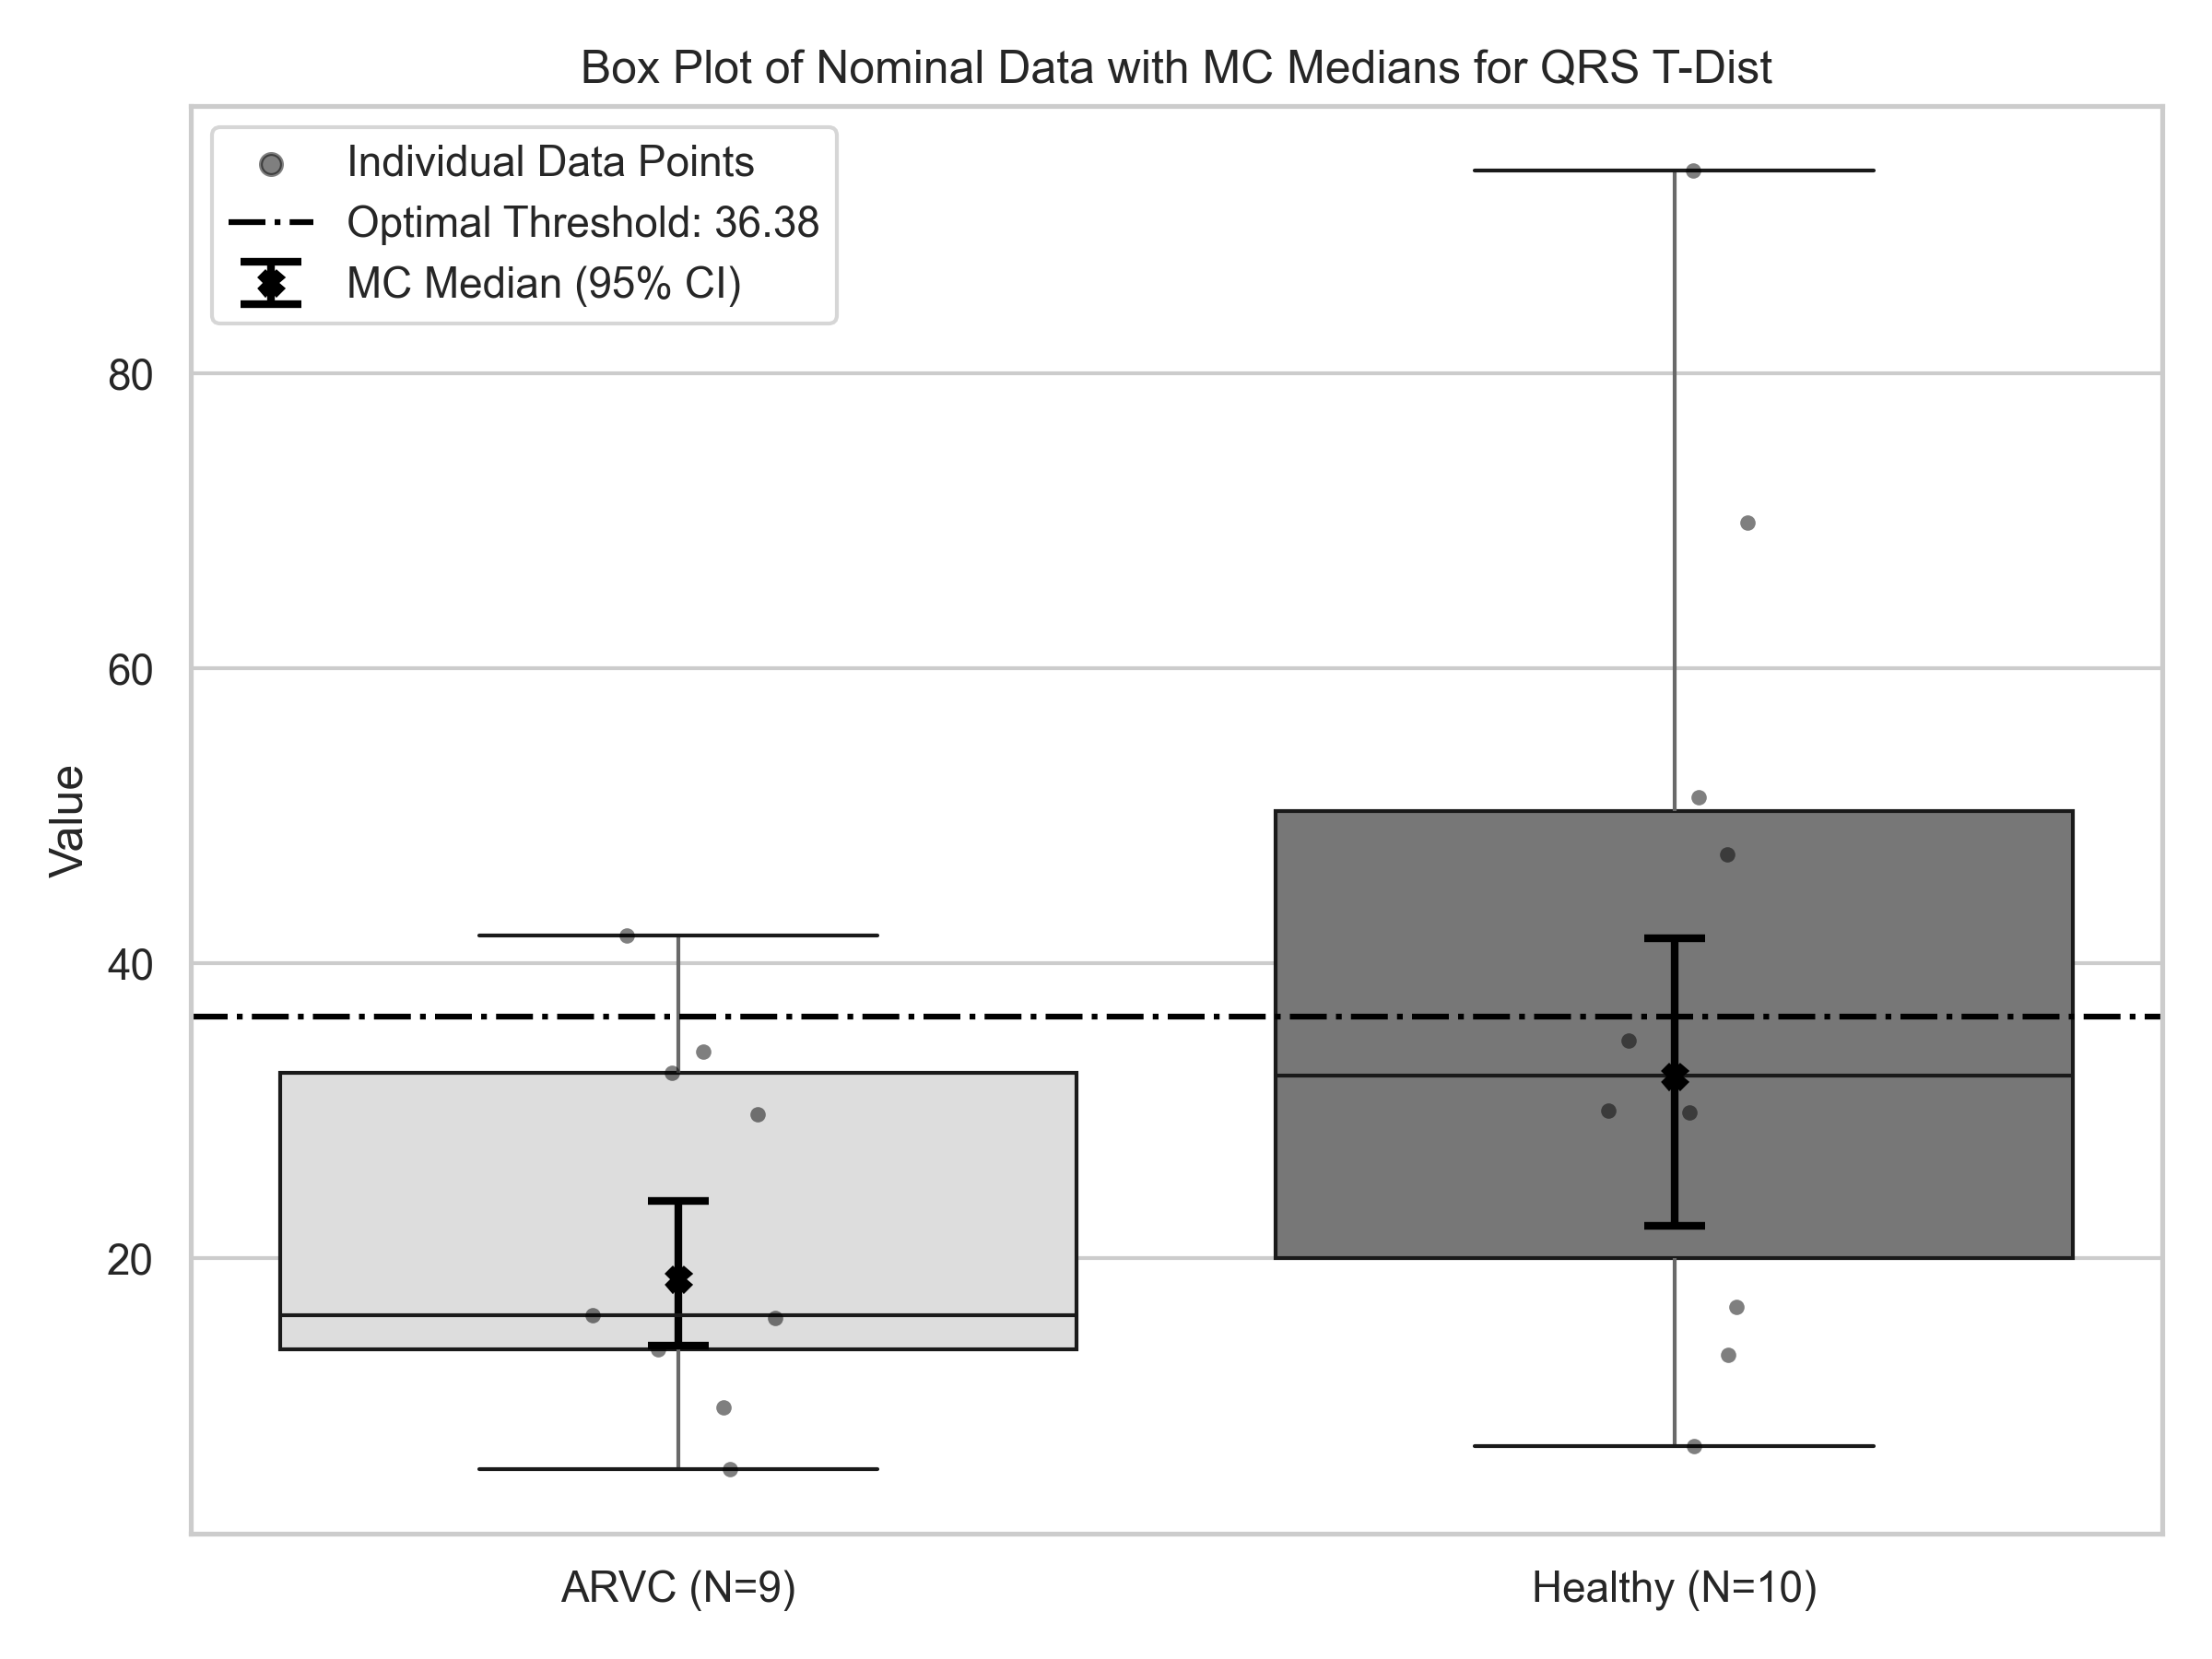 Box Plot of Nominal Data with MC Medians for QRS T-Dist
Individual Data Points
Optimal Threshold: 36.38
MC Median (95% CI)
80
60
40
20
Value
ARVC (N=9)
Healthy (N=10)